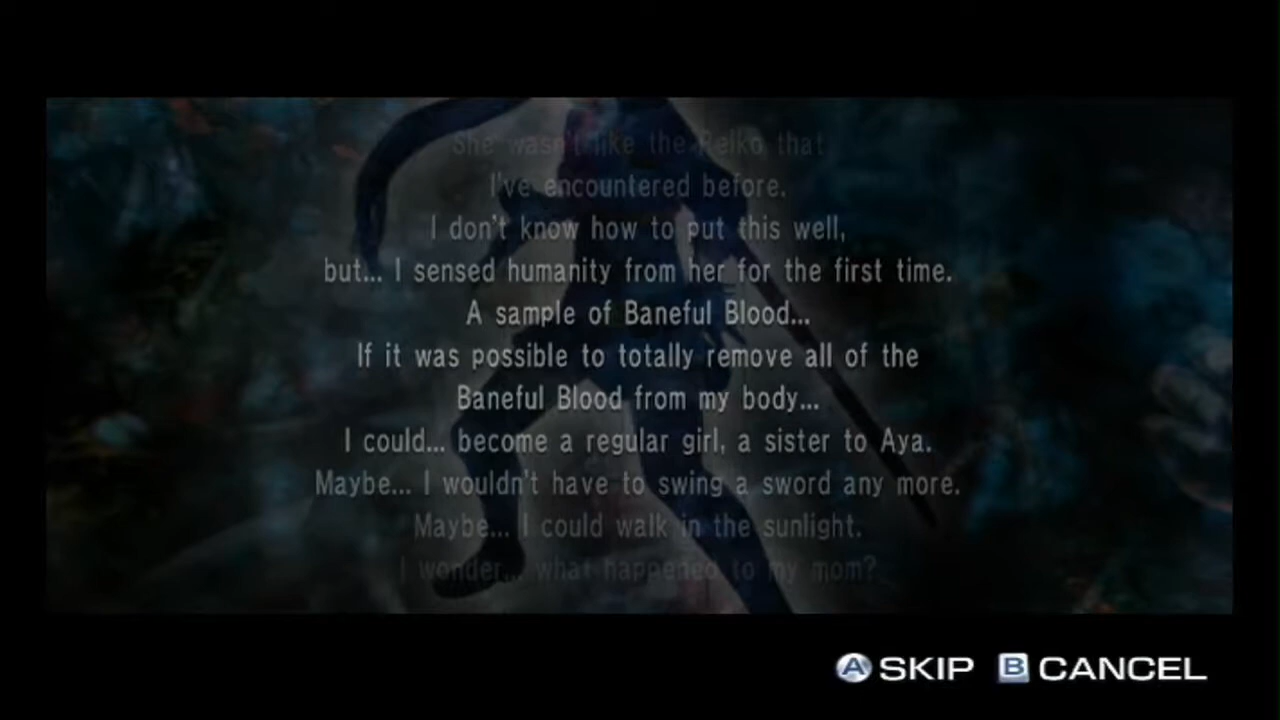 She wasn't like the Reiko that
I've encountered before.
I don't know how to put this well,
but... I sensed humanity from her for the first time.
A sample of Baneful Blood...
If it was possible to totally remove all of the
Baneful Blood from my body...
I could... become a regular girl, a sister to Aya.
Maybe... I wouldn't have to swing a sword any more.
Maybe... I could walk in the sunlight.
I wonder... what happened to my mom?
A SKIP B CANCEL